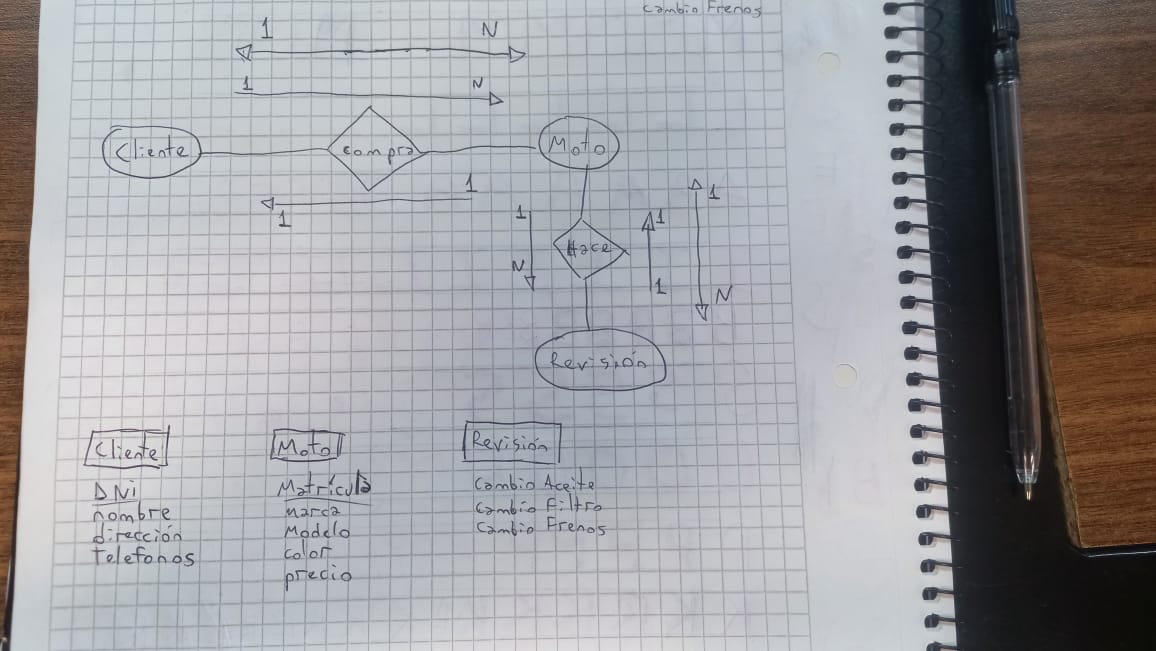 Cambio Frenos
1 N
1 N
Cliente compra Moto
1
1
1
N
Hace
1
1
1
N
Revisión
Cliente
DNi
nombre
dirección
Telefonos
Moto
Matrícula
Marca
Modelo
color
precio
Revisión
Cambio Aceite
Cambio Filtro
Cambio Frenos